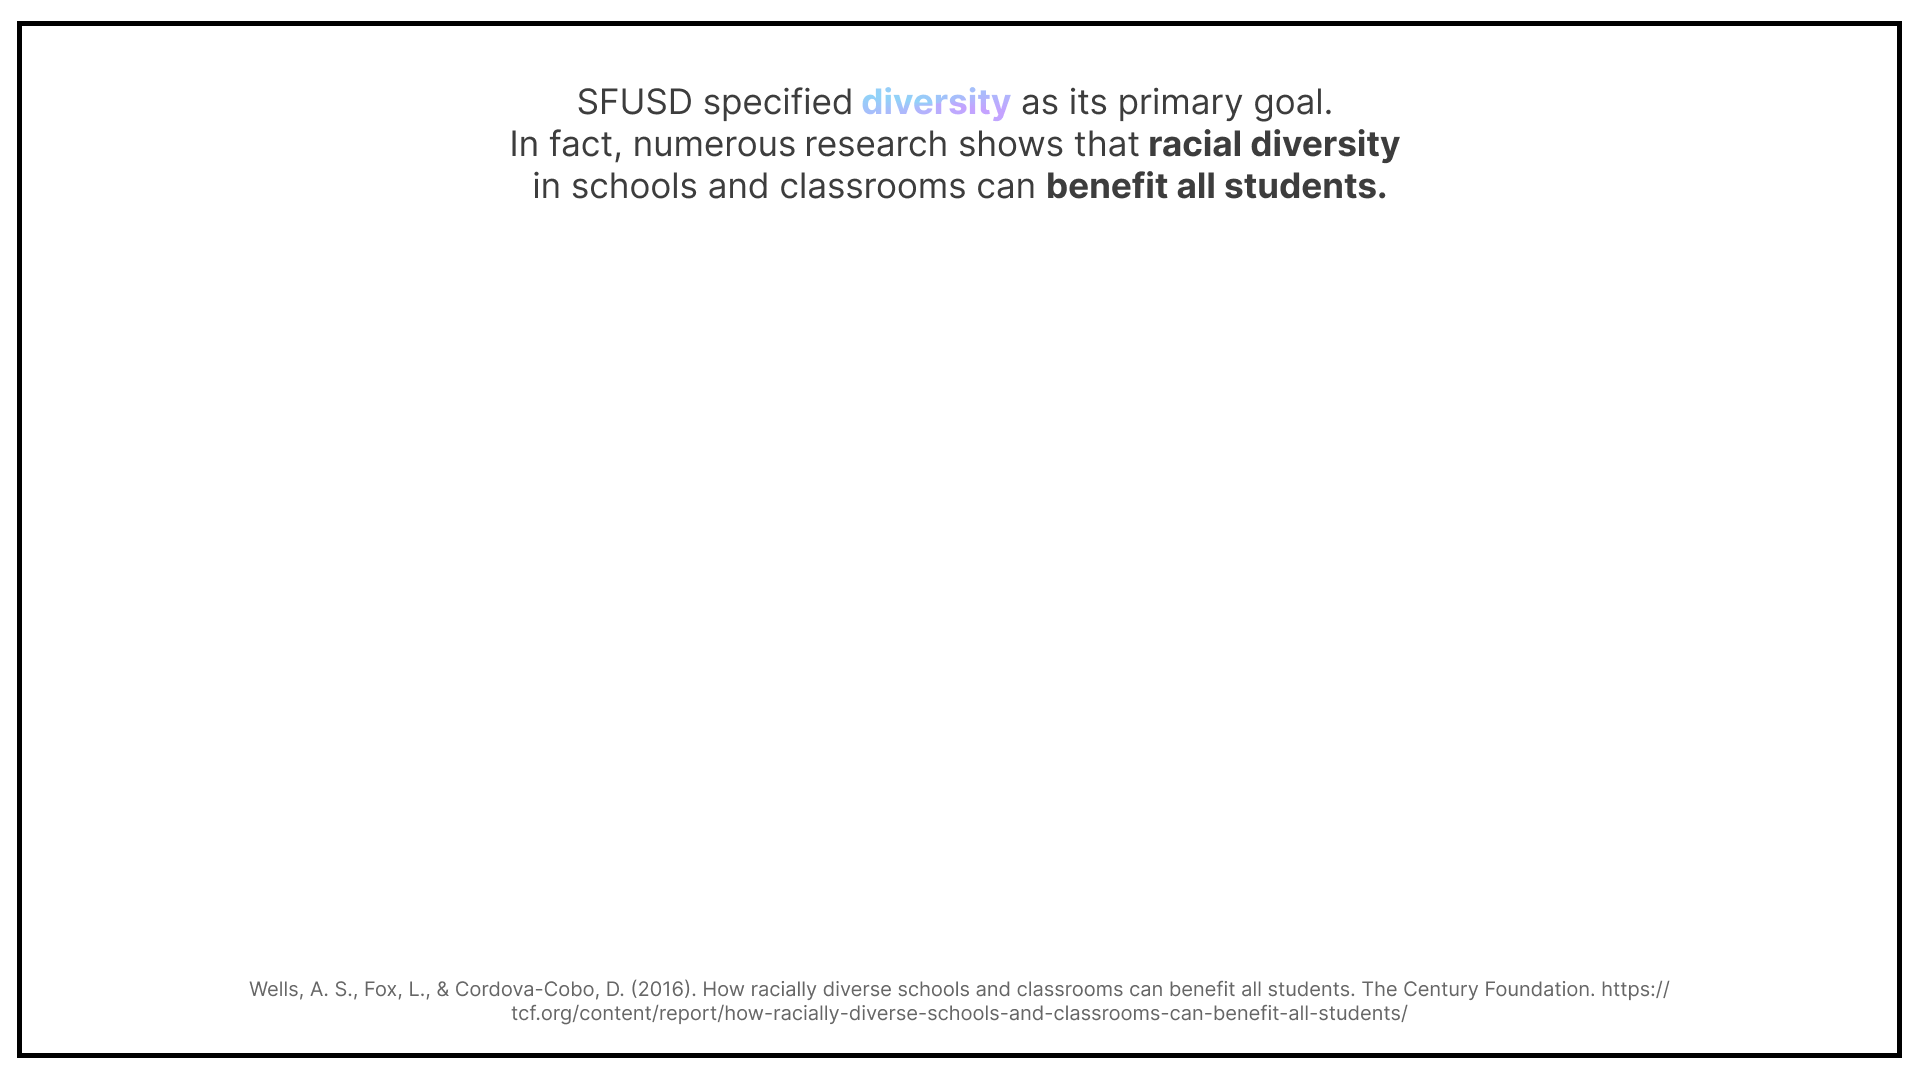 SFUSD specified diversity as its primary goal.
In fact, numerous research shows that racial diversity
in schools and classrooms can benefit all students.
Wells, A. S., Fox, L., & Cordova-Cobo, D. (2016). How racially diverse schools and classrooms can benefit all students. The Century Foundation. https://
tcf.org/content/report/how-racially-diverse-schools-and-classrooms-can-benefit-all-students/